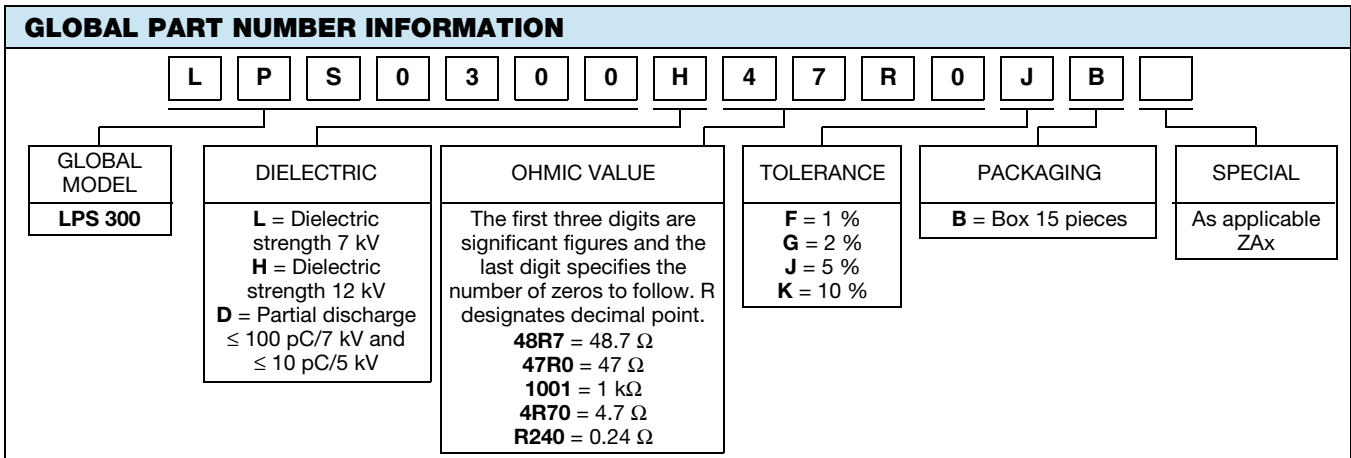 GLOBAL PART NUMBER INFORMATION
L P S 0 3 0 0 H 4 7 R 0 J B
GLOBAL
MODEL
LPS 300
DIELECTRIC
L = Dielectric
strength 7 kV
H = Dielectric
strength 12 kV
D = Partial discharge
≤ 100 pC/7 kV and
≤ 10 pC/5 kV
OHMIC VALUE
The first three digits are
significant figures and the
last digit specifies the
number of zeros to follow. R
designates decimal point.
48R7 = 48.7 Ω
47R0 = 47 Ω
1001 = 1 kΩ
4R70 = 4.7 Ω
R240 = 0.24 Ω
TOLERANCE
F = 1 %
G = 2 %
J = 5 %
K = 10 %
PACKAGING
B = Box 15 pieces
SPECIAL
As applicable
ZAx